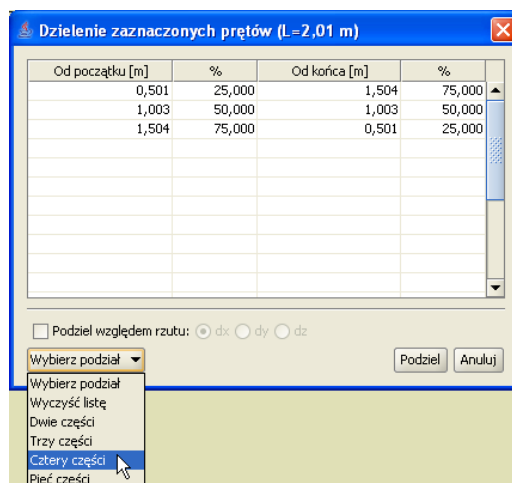 Dzielenie zaznaczonych prętów (L=2,01 m)
Od początku [m] % Od końca [m] %
0,501 25,000 1,504 75,000
1,003 50,000 1,003 50,000
1,504 75,000 0,501 25,000
Podziel względem rzutu: dx dy dz
Wybierz podział Podziel Anuluj
Wybierz podział
Wyczyść listę
Dwie części
Trzy części
Cztery części
Pięć części